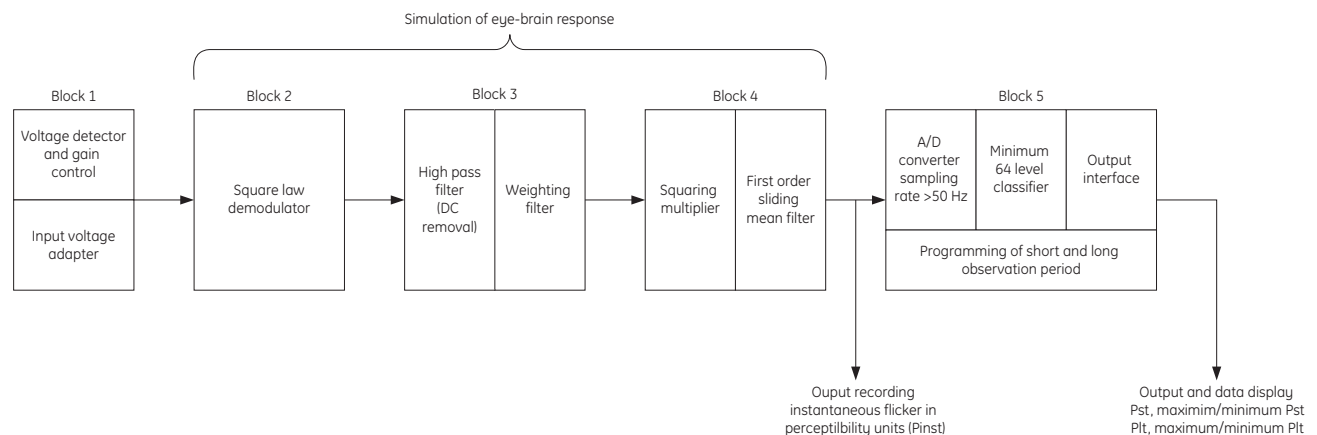 Simulation of eye-brain response
Block 1
Block 2
Block 3
Block 4
Block 5
Voltage detector
and gain
control
Input voltage
adapter
Square law
demodulator
High pass
filter
(DC
removal)
Weighting
filter
Squaring
multiplier
First order
sliding
mean filter
A/D
converter
sampling
rate >50 Hz
Minimum
64 level
classifier
Output
interface
Programming of short and long
observation period
Ouput recording
instantaneous flicker in
perceptilbility units (Pinst)
Output and data display
Pst, maximim/minimum Pst
Plt, maximum/minimum Plt